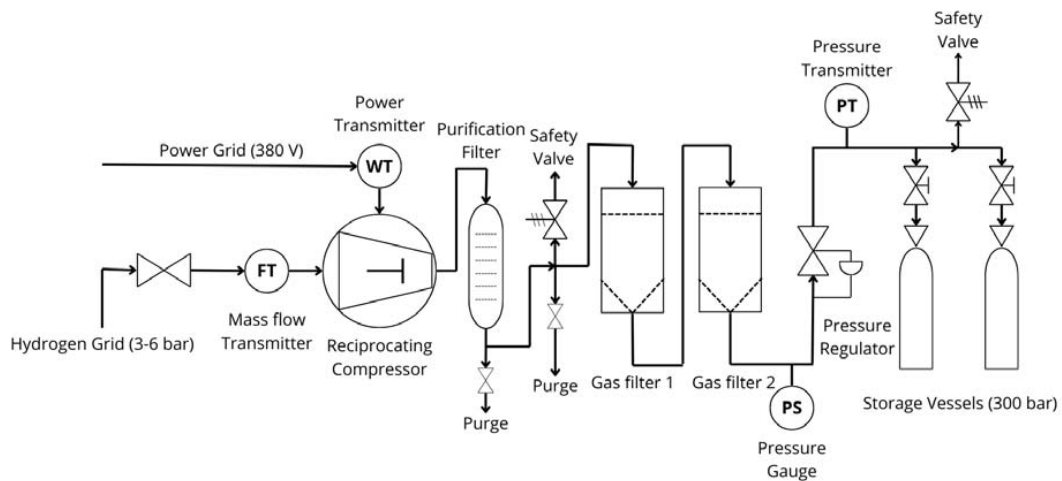 Safety
Valve
Pressure
Transmitter
PT
Power
Transmitter
Purification
Filter
Safety
Valve
Power Grid (380 V)
WT
FT
Mass flow
Transmitter
Hydrogen Grid (3-6 bar)
Reciprocating
Compressor
Purge
Purge
Gas filter 1
Gas filter 2
Pressure
Regulator
PS
Pressure
Gauge
Storage Vessels (300 bar)